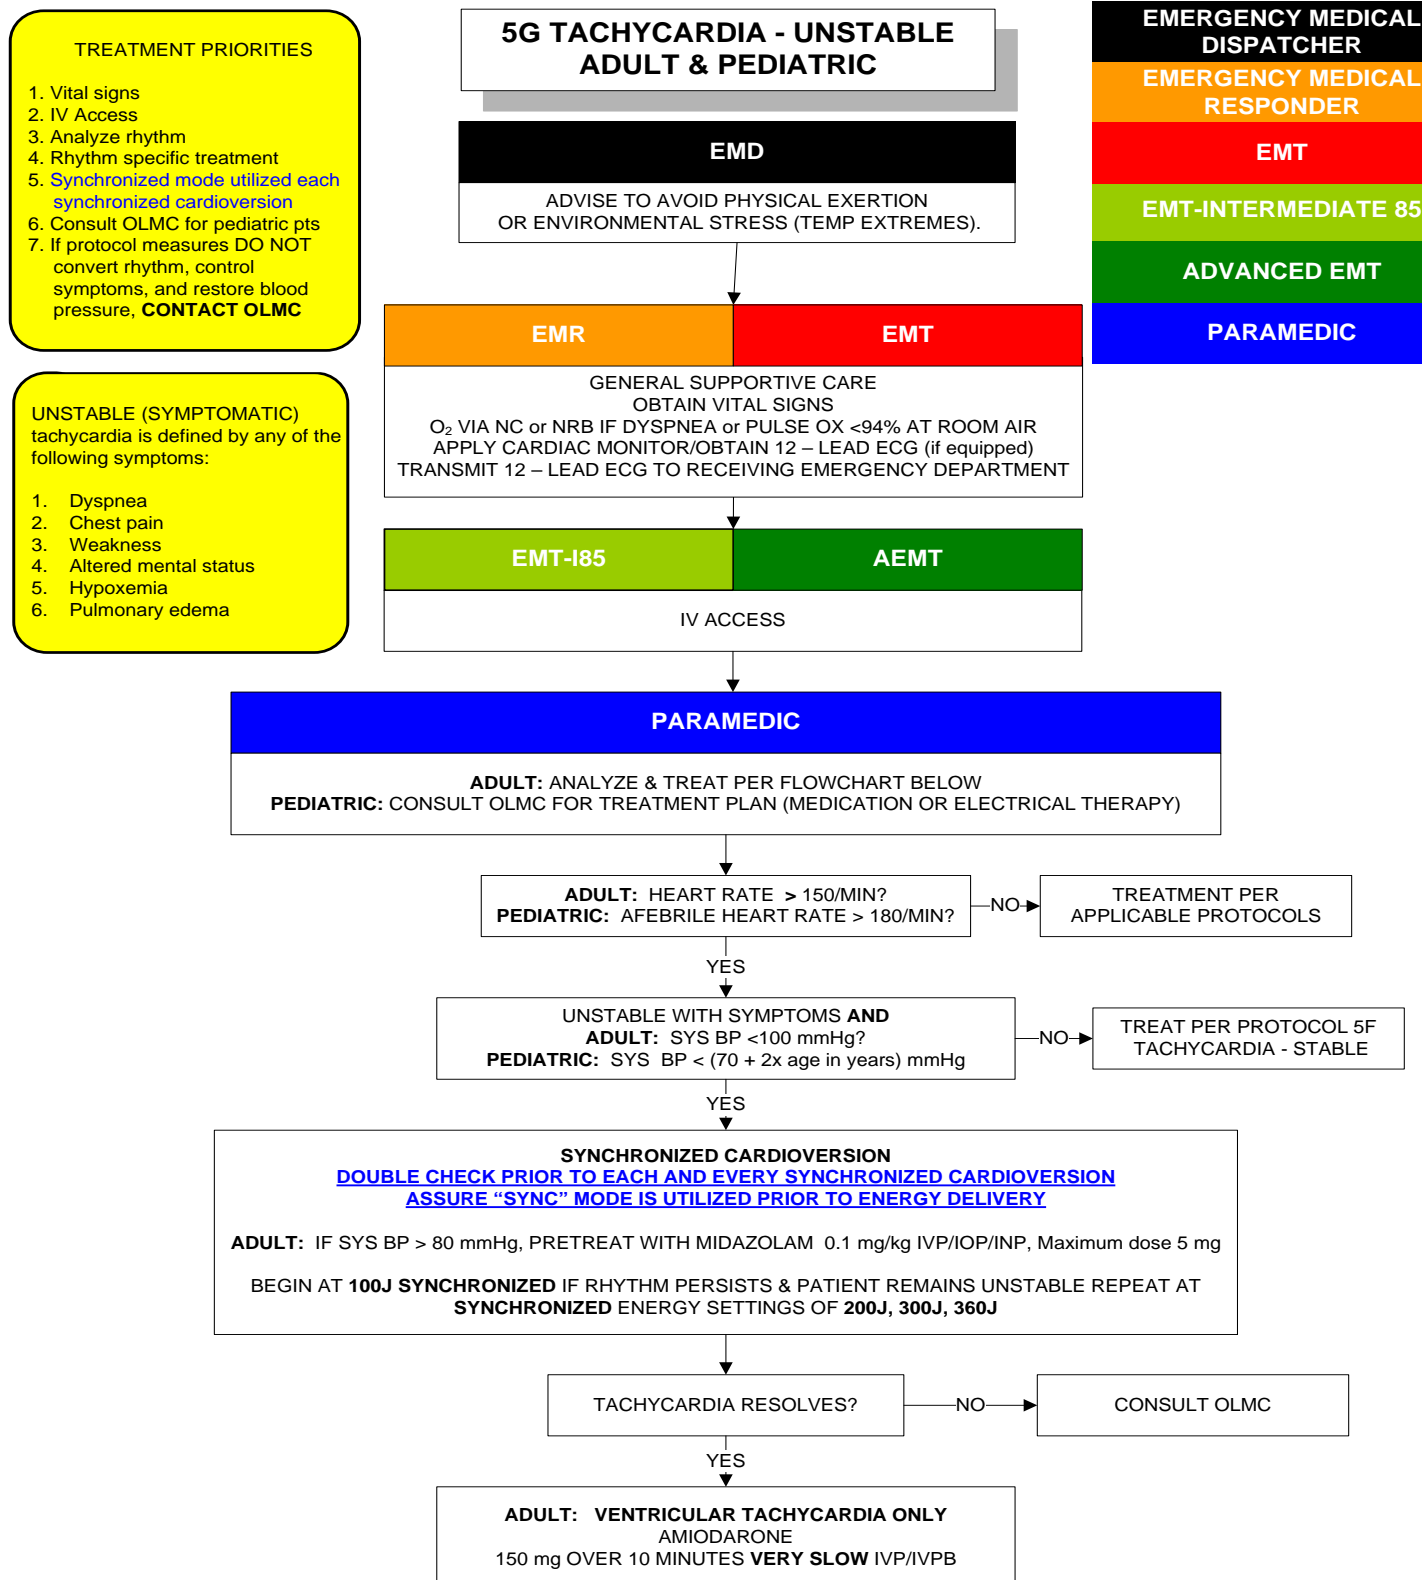 TREATMENT PRIORITIES
1. Vital signs
2. IV Access
3. Analyze rhythm
4. Rhythm specific treatment
5. Synchronized mode utilized each
synchronized cardioversion
6. Consult OLMC for pediatric pts
7. If protocol measures DO NOT
convert rhythm, control
symptoms, and restore blood
pressure, CONTACT OLMC
UNSTABLE (SYMPTOMATIC)
tachycardia is defined by any of the
following symptoms:
1. Dyspnea
2. Chest pain
3. Weakness
4. Altered mental status
5. Hypoxemia
6. Pulmonary edema
5G TACHYCARDIA - UNSTABLE
ADULT & PEDIATRIC
EMERGENCY MEDICAL
DISPATCHER
EMERGENCY MEDICAL
RESPONDER
EMT
EMT-INTERMEDIATE 85
ADVANCED EMT
PARAMEDIC
EMD
ADVISE TO AVOID PHYSICAL EXERTION
OR ENVIRONMENTAL STRESS (TEMP EXTREMES).
EMR
EMT
GENERAL SUPPORTIVE CARE
OBTAIN VITAL SIGNS
O₂ VIA NC or NRB IF DYSPNEA or PULSE OX <94% AT ROOM AIR
APPLY CARDIAC MONITOR/OBTAIN 12 – LEAD ECG (if equipped)
TRANSMIT 12 – LEAD ECG TO RECEIVING EMERGENCY DEPARTMENT
EMT-I85
AEMT
IV ACCESS
PARAMEDIC
ADULT: ANALYZE & TREAT PER FLOWCHART BELOW
PEDIATRIC: CONSULT OLMC FOR TREATMENT PLAN (MEDICATION OR ELECTRICAL THERAPY)
ADULT: HEART RATE > 150/MIN?
PEDIATRIC: AFEBRILE HEART RATE > 180/MIN?
NO
TREATMENT PER
APPLICABLE PROTOCOLS
YES
UNSTABLE WITH SYMPTOMS AND
ADULT: SYS BP <100 mmHg?
PEDIATRIC: SYS BP < (70 + 2x age in years) mmHg
NO
TREAT PER PROTOCOL 5F
TACHYCARDIA - STABLE
YES
SYNCHRONIZED CARDIOVERSION
DOUBLE CHECK PRIOR TO EACH AND EVERY SYNCHRONIZED CARDIOVERSION
ASSURE “SYNC” MODE IS UTILIZED PRIOR TO ENERGY DELIVERY
ADULT: IF SYS BP > 80 mmHg, PRETREAT WITH MIDAZOLAM 0.1 mg/kg IVP/IOP/INP, Maximum dose 5 mg
BEGIN AT 100J SYNCHRONIZED IF RHYTHM PERSISTS & PATIENT REMAINS UNSTABLE REPEAT AT
SYNCHRONIZED ENERGY SETTINGS OF 200J, 300J, 360J
TACHYCARDIA RESOLVES?
NO
CONSULT OLMC
YES
ADULT: VENTRICULAR TACHYCARDIA ONLY
AMIODARONE
150 mg OVER 10 MINUTES VERY SLOW IVP/IVPB